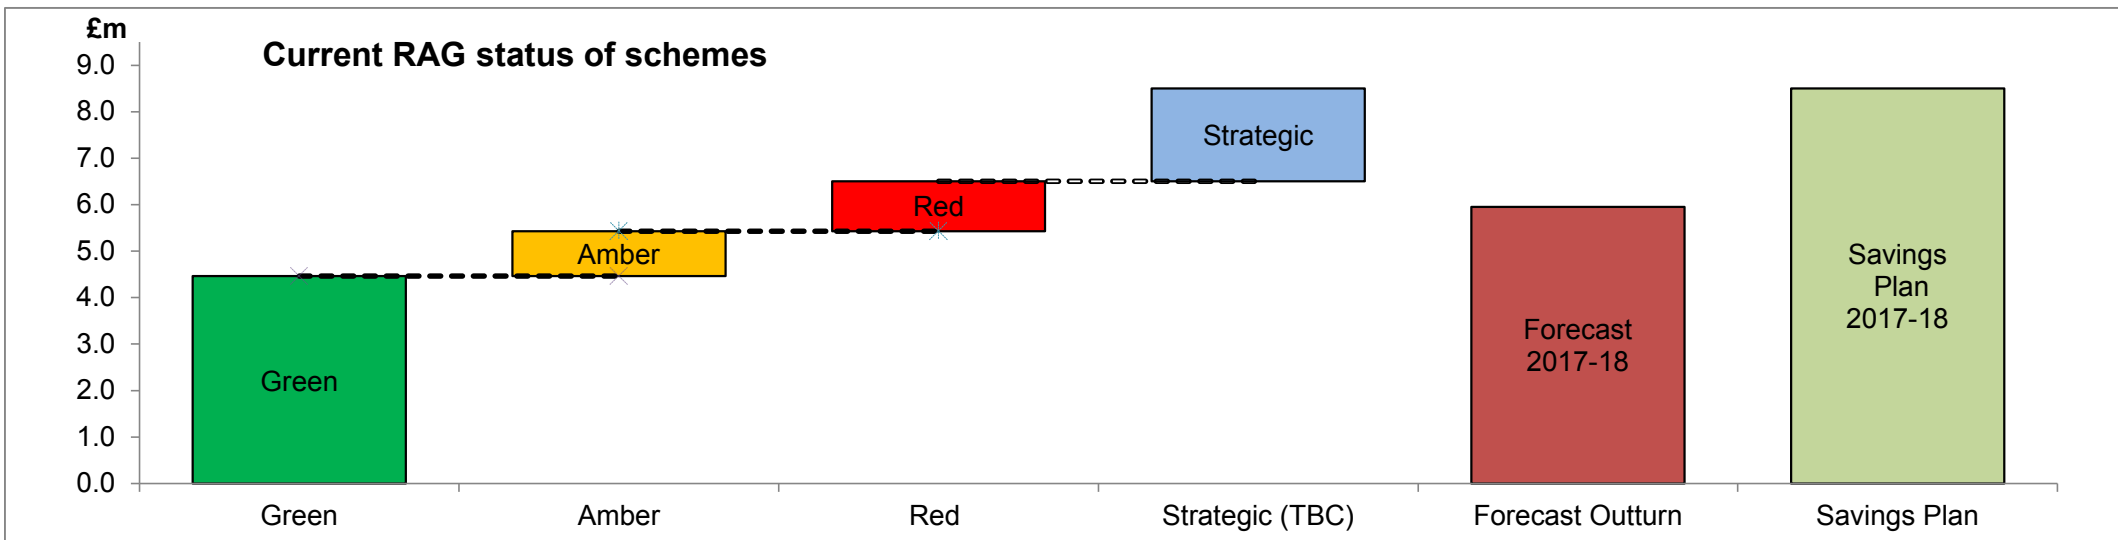 £m
Current RAG status of schemes
9.0
8.0
7.0
6.0
5.0
4.0
3.0
2.0
1.0
0.0
Green
Amber
Red
Strategic
Forecast
2017-18
Savings
Plan
2017-18
Green
Amber
Red
Strategic (TBC)
Forecast Outturn
Savings Plan